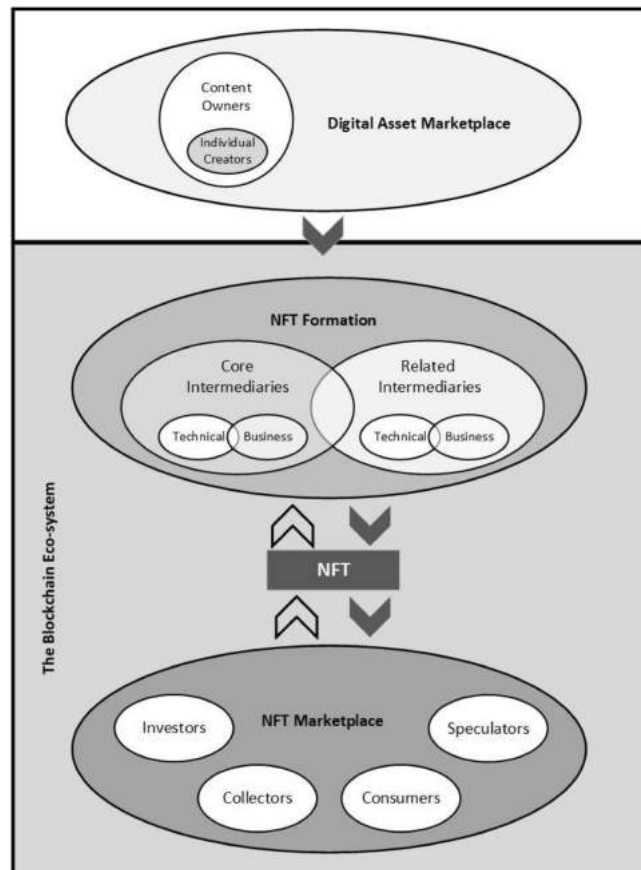 Content
Owners
Individual
Creators
Digital Asset Marketplace
NFT Formation
Core
Intermediaries
Technical
Business
Related
Intermediaries
Technical
Business
NFT
The Blockchain Eco-system
NFT Marketplace
Investors
Speculators
Collectors
Consumers